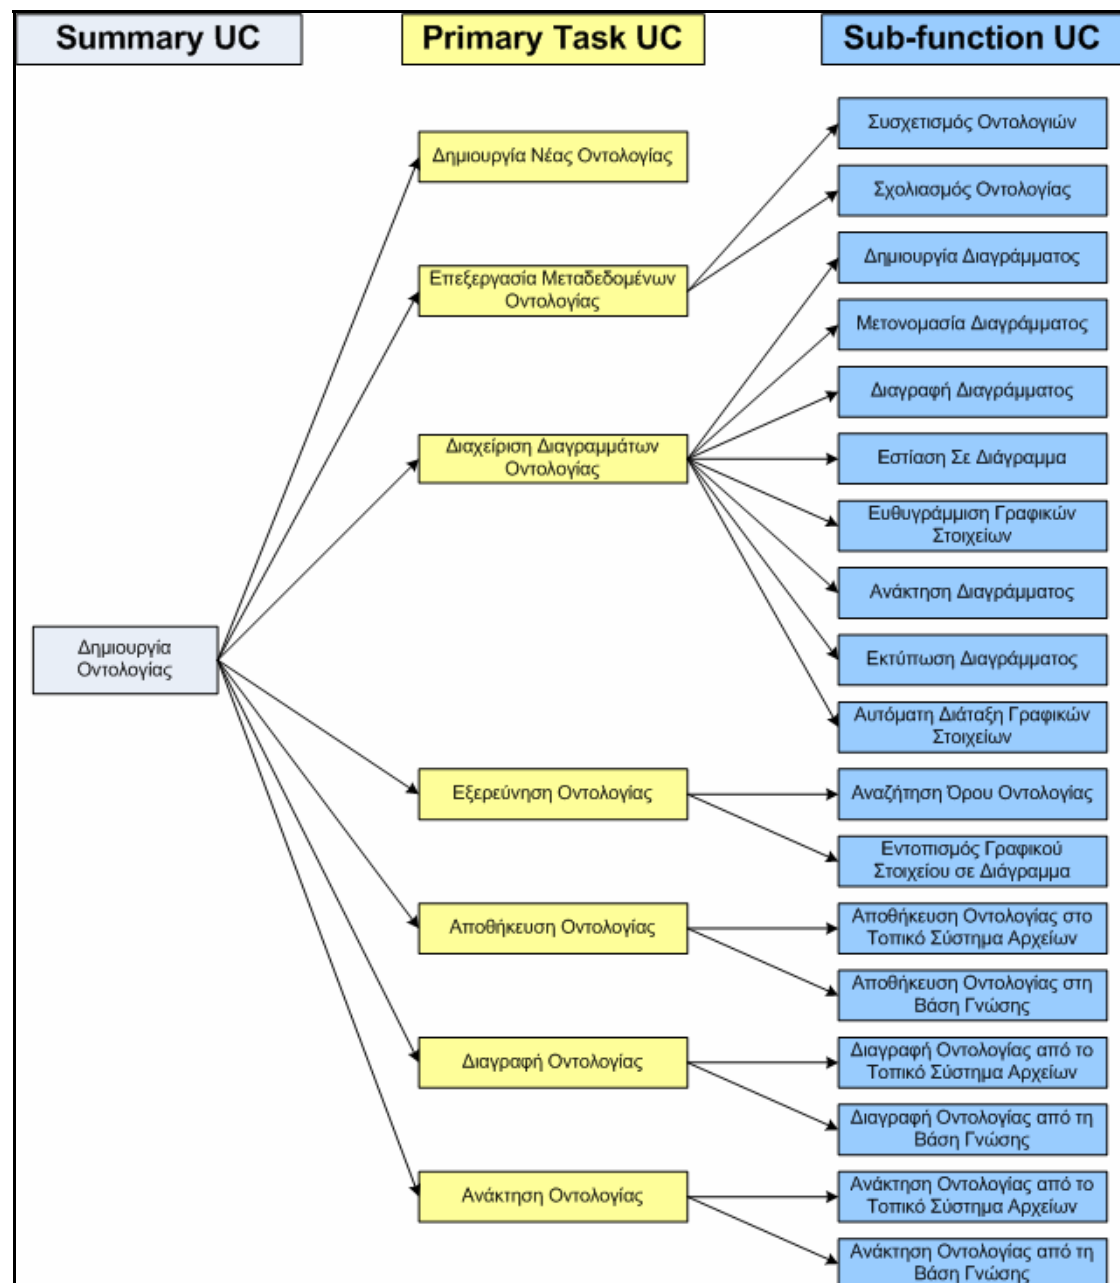 Summary UC
Primary Task UC
Sub-function UC
Δημιουργία
Οντολογίας
Δημιουργία Νέας Οντολογίας
Επεξεργασία Μεταδεδομένων
Οντολογίας
Διαχείριση Διαγραμμάτων
Οντολογίας
Εξερεύνηση Οντολογίας
Αποθήκευση Οντολογίας
Διαγραφή Οντολογίας
Ανάκτηση Οντολογίας
Συσχετισμός Οντολογιών
Σχολιασμός Οντολογίας
Δημιουργία Διαγράμματος
Μετονομασία Διαγράμματος
Διαγραφή Διαγράμματος
Εστίαση Σε Διάγραμμα
Ευθυγράμμιση Γραφικών
Στοιχείων
Ανάκτηση Διαγράμματος
Εκτύπωση Διαγράμματος
Αυτόματη Διάταξη Γραφικών
Στοιχείων
Αναζήτηση Όρου Οντολογίας
Εντοπισμός Γραφικού
Στοιχείου σε Διάγραμμα
Αποθήκευση Οντολογίας στο
Τοπικό Σύστημα Αρχείων
Αποθήκευση Οντολογίας στη
Βάση Γνώσης
Διαγραφή Οντολογίας από το
Τοπικό Σύστημα Αρχείων
Διαγραφή Οντολογίας από τη
Βάση Γνώσης
Ανάκτηση Οντολογίας από το
Τοπικό Σύστημα Αρχείων
Ανάκτηση Οντολογίας από τη
Βάση Γνώσης